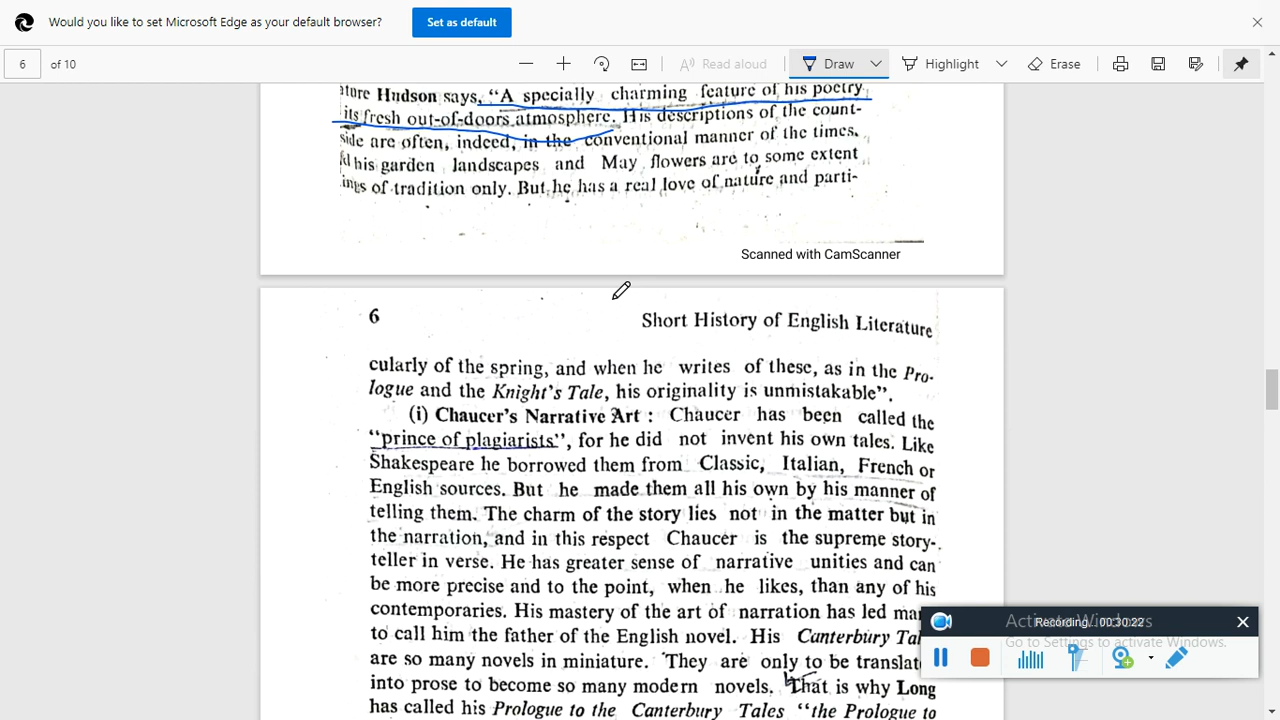 Would you like to set Microsoft Edge as your default browser? Set as default
6 of 10 Read aloud Draw Highlight Erase
Hudson says, “A specially charming feature of his poetry
its fresh out-of-doors atmosphere. His descriptions of the count-
side are often, indeed, in the conventional manner of the times.
his garden landscapes and May flowers are to some extent
of tradition only. But he has a real love of nature and parti-
Scanned with CamScanner
6 Short History of English Literature
cularly of the spring, and when he writes of these, as in the Pro-
logue and the Knight's Tale, his originality is unmistakable”.
(i) Chaucer's Narrative Art : Chaucer has been called the
“prince of plagiarists”, for he did not invent his own tales. Like
Shakespeare he borrowed them from Classic, Italian, French or
English sources. But he made them all his own by his manner of
telling them. The charm of the story lies not in the matter but in
the narration, and in this respect Chaucer is the supreme story-
teller in verse. He has greater sense of narrative unities and can
be more precise and to the point, when he likes, than any of his
contemporaries. His mastery of the art of narration has led
to call him the father of the English novel. His Canterbury
are so many novels in miniature. They are only to be
into prose to become so many modern novels. That is why Long
has called his Prologue to the Canterbury Tales “the Prologue to
Activate Windows
Go to Settings to activate Windows.
Recording... 00:30:22